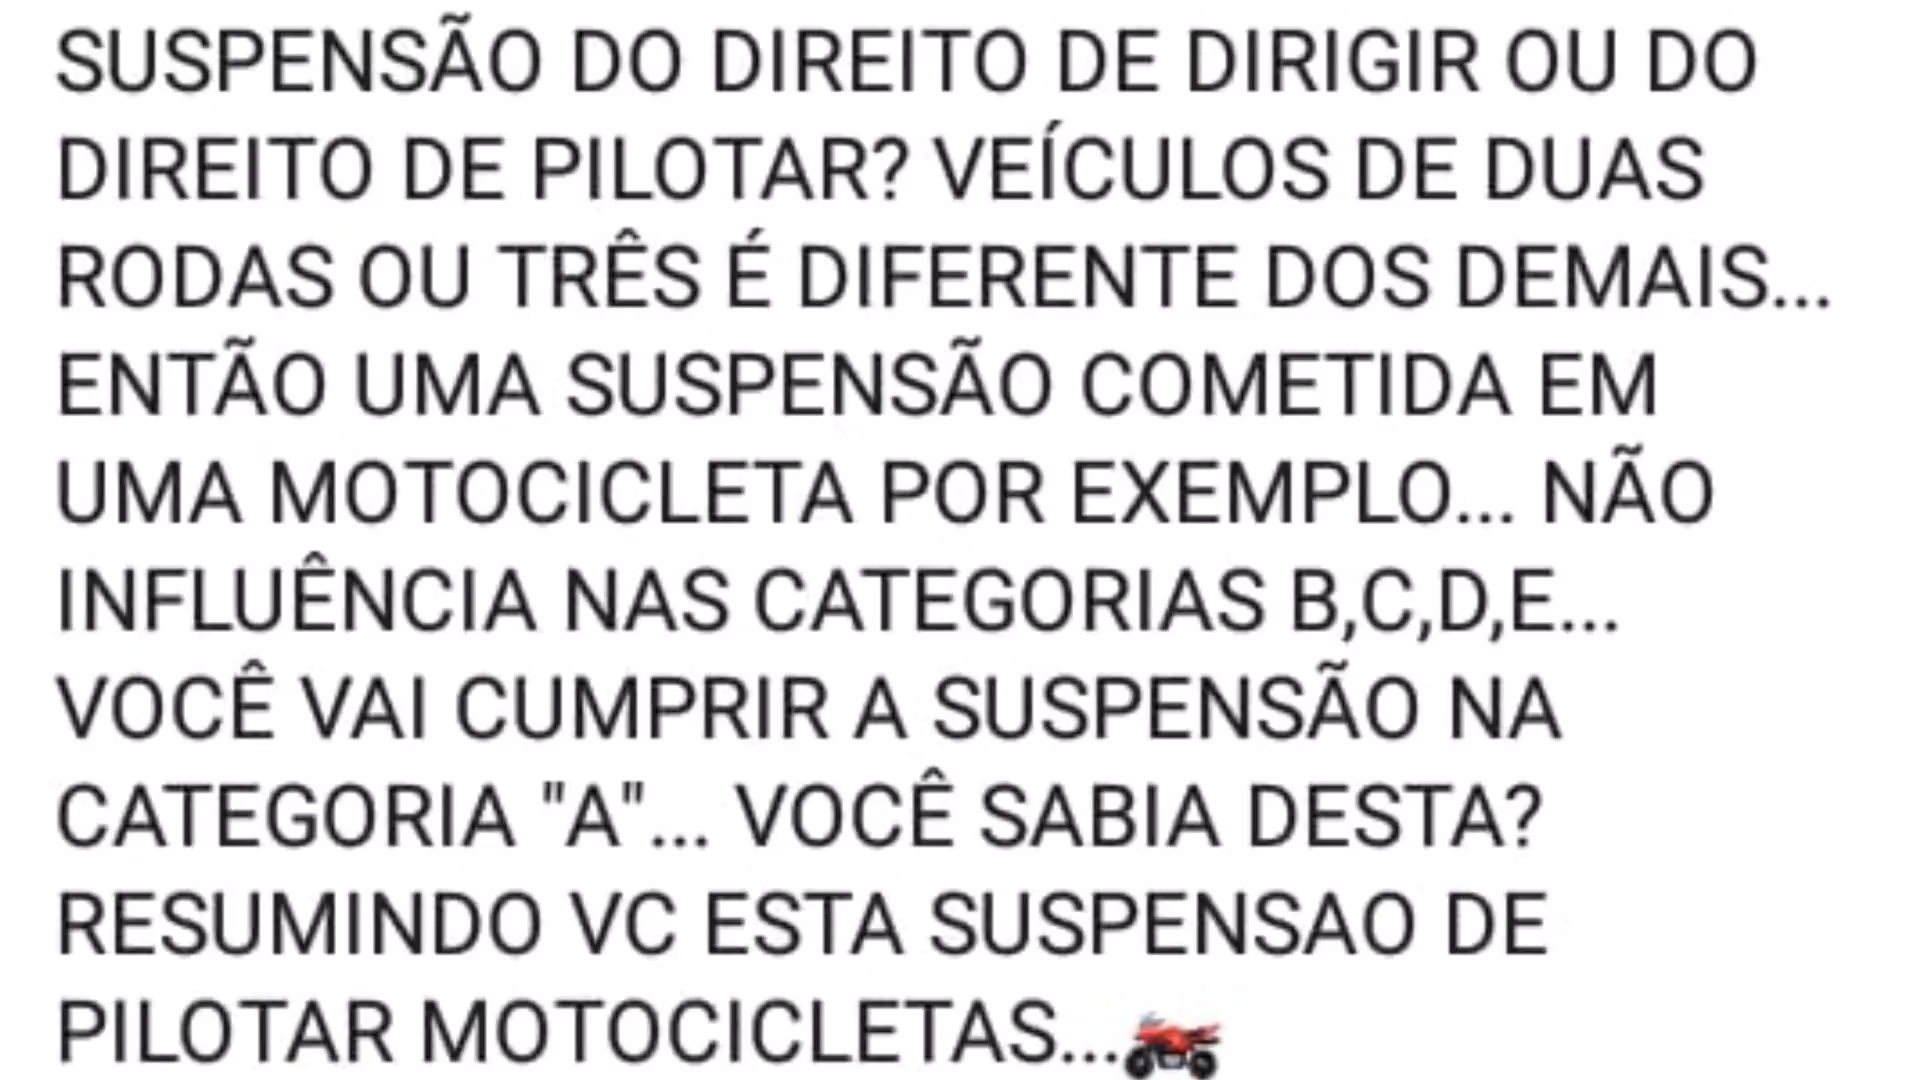 SUSPENSÃO DO DIREITO DE DIRIGIR OU DO
DIREITO DE PILOTAR? VEÍCULOS DE DUAS
RODAS OU TRÊS É DIFERENTE DOS DEMAIS...
ENTÃO UMA SUSPENSÃO COMETIDA EM
UMA MOTOCICLETA POR EXEMPLO... NÃO
INFLUÊNCIA NAS CATEGORIAS B,C,D,E...
VOCÊ VAI CUMPRIR A SUSPENSÃO NA
CATEGORIA "A"... VOCÊ SABIA DESTA?
RESUMINDO VC ESTA SUSPENSAO DE
PILOTAR MOTOCICLETAS...🏍